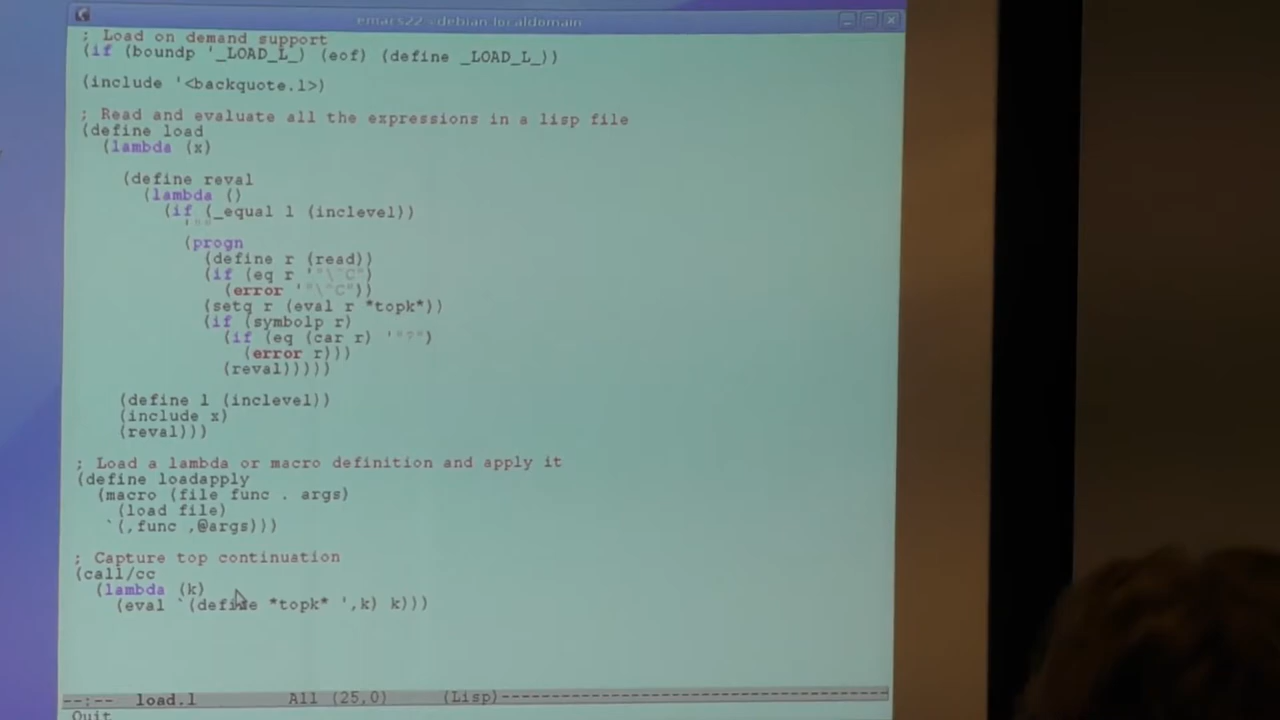 emacs22 - debian.localdomain
; Load on demand support
(if (boundp '_LOAD_L_) (eof) (define _LOAD_L_))
(include '<backquote.l>)
; Read and evaluate all the expressions in a lisp file
(define load
(lambda (x)
(define reval
(lambda ()
(if (_equal l (inclevel))
'""
(progn
(define r (read))
(if (eq r '"\^C")
(error '"\^C"))
(setq r (eval r *topk*))
(if (symbolp r)
(if (eq (car r) '"?")
(error r)))
(reval)))))
(define l (inclevel))
(include x)
(reval)))
; Load a lambda or macro definition and apply it
(define loadapply
(macro (file func . args)
(load file)
`(,func ,@args)))
; Capture top continuation
(call/cc
(lambda (k)
(eval `(define *topk* ',k) k)))
--:-- load.l All (25,0) (Lisp)--------------------------------------
Quit